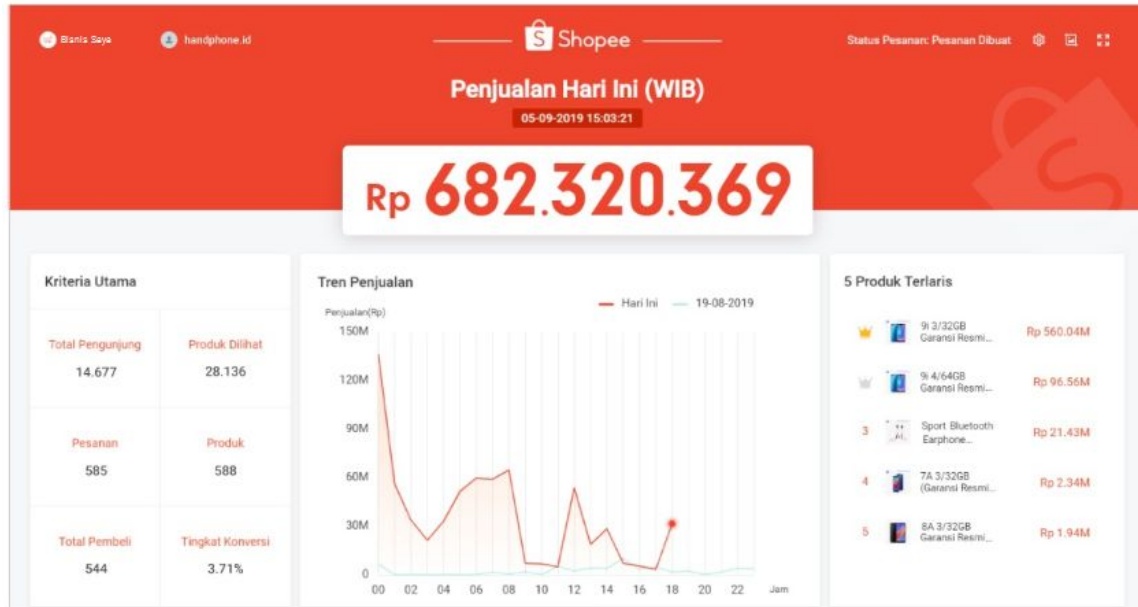 Bisnis Saya
handphone.id
Shopee
Status Pesanan: Pesanan Dibuat
Penjualan Hari Ini (WIB)
05-09-2019 15:03:21
Rp 682.320.369
Kriteria Utama
Total Pengunjung
14.677
Produk Dilihat
28.136
Pesanan
585
Produk
588
Total Pembeli
544
Tingkat Konversi
3.71%
Tren Penjualan
Hari Ini
19-08-2019
Penjualan(Rp)
150M
120M
90M
60M
30M
0
00 02 04 06 08 10 12 14 16 18 20 22 Jam
5 Produk Terlaris
9i 3/32GB
Garansi Resmi...
Rp 560.04M
9i 4/64GB
Garansi Resmi...
Rp 96.56M
3
Sport Bluetooth
Earphone...
Rp 21.43M
4
7A 3/32GB
(Garansi Resmi...
Rp 2.34M
5
8A 3/32GB
Garansi Resmi...
Rp 1.94M